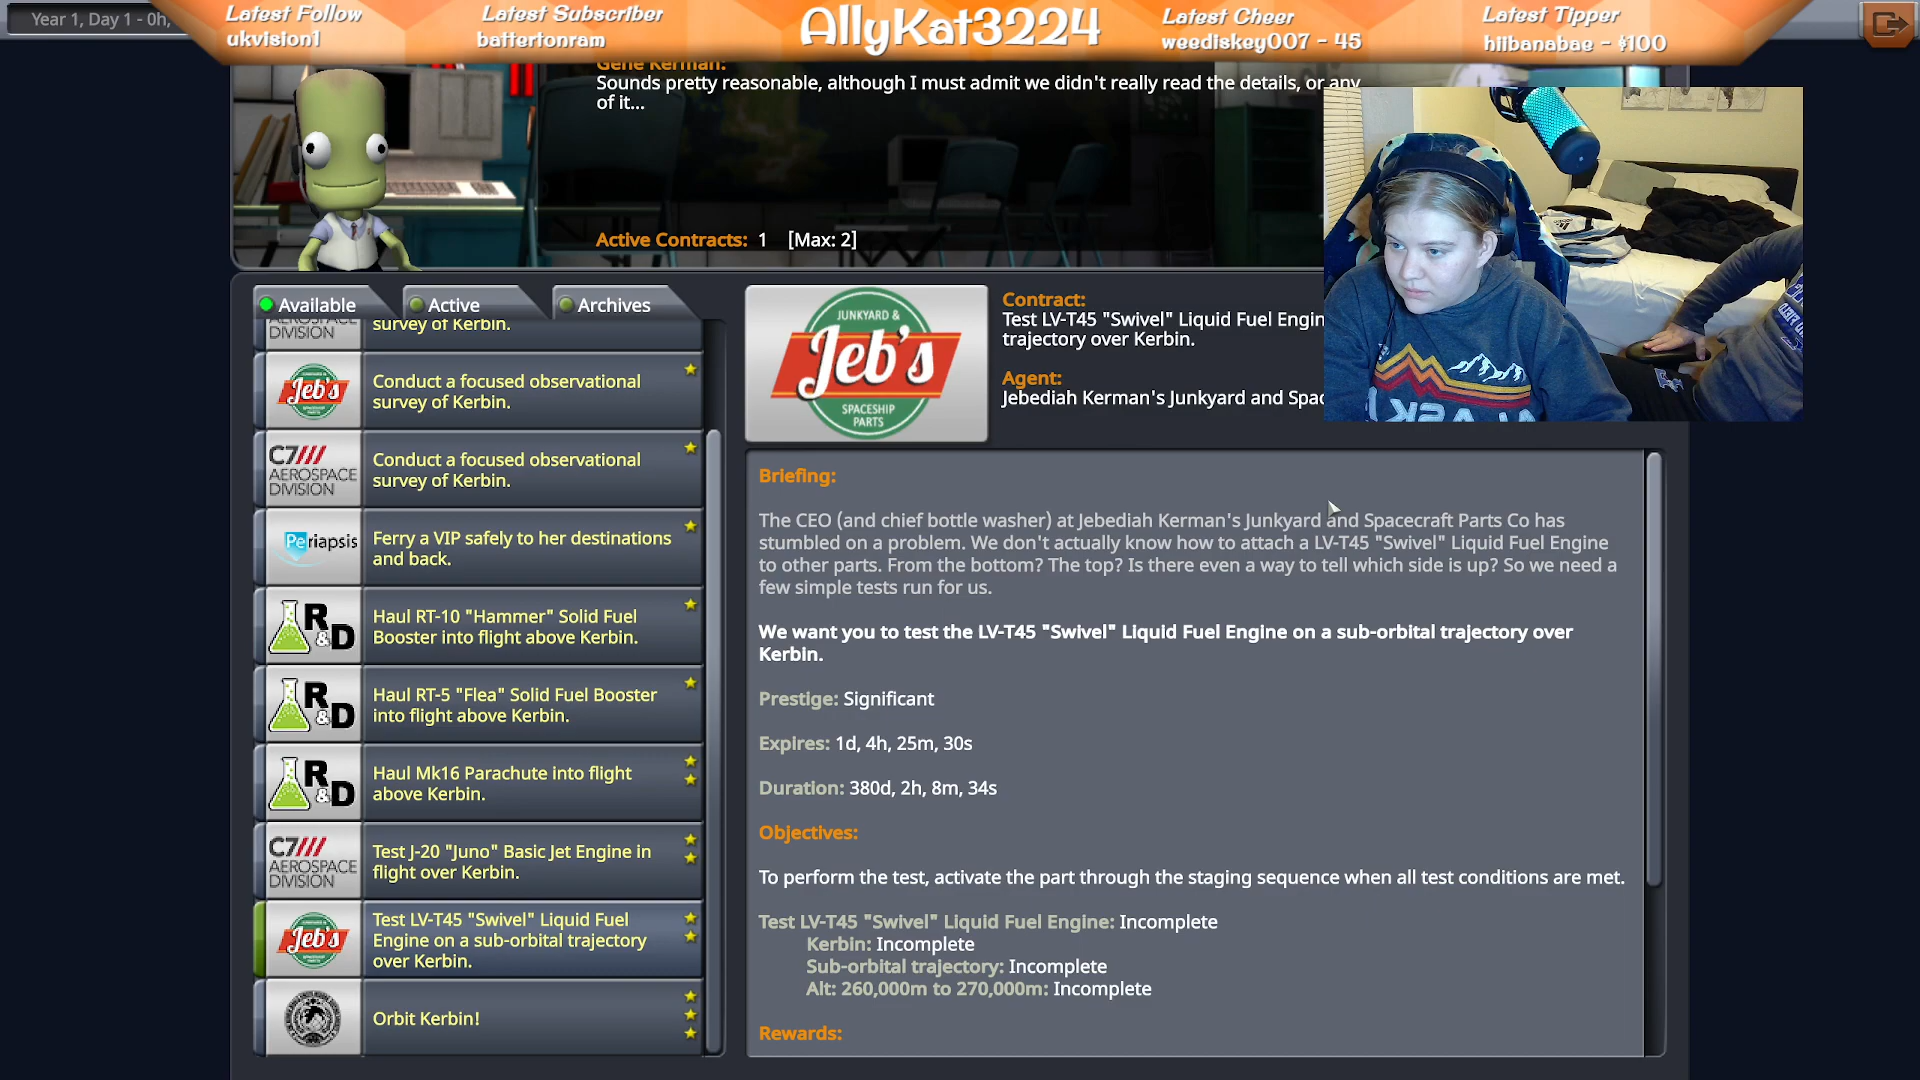 Year 1, Day 1 - 0h,
Latest Follow
ukvision1
Latest Subscriber
battertonram
AllyKat3224
Latest Cheer
weediskey007 - 45
Latest Tipper
hiibanabae - $100
Gene Kerman:
Sounds pretty reasonable, although I must admit we didn't really read the details, or any
of it...
Active Contracts: 1 [Max: 2]
Available
Active
Archives
AEROSPACE
DIVISION
survey of Kerbin.
Jeb's
Conduct a focused observational
survey of Kerbin.
C7///
AEROSPACE
DIVISION
Conduct a focused observational
survey of Kerbin.
Periapsis
Ferry a VIP safely to her destinations
and back.
R&D
Haul RT-10 "Hammer" Solid Fuel
Booster into flight above Kerbin.
R&D
Haul RT-5 "Flea" Solid Fuel Booster
into flight above Kerbin.
R&D
Haul Mk16 Parachute into flight
above Kerbin.
C7///
AEROSPACE
DIVISION
Test J-20 "Juno" Basic Jet Engine in
flight over Kerbin.
Jeb's
Test LV-T45 "Swivel" Liquid Fuel
Engine on a sub-orbital trajectory
over Kerbin.
Orbit Kerbin!
JUNKYARD &
Jeb's
SPACESHIP
PARTS
Contract:
Test LV-T45 "Swivel" Liquid Fuel Engin
trajectory over Kerbin.
Agent:
Jebediah Kerman's Junkyard and Spac
Briefing:
The CEO (and chief bottle washer) at Jebediah Kerman's Junkyard and Spacecraft Parts Co has
stumbled on a problem. We don't actually know how to attach a LV-T45 "Swivel" Liquid Fuel Engine
to other parts. From the bottom? The top? Is there even a way to tell which side is up? So we need a
few simple tests run for us.
We want you to test the LV-T45 "Swivel" Liquid Fuel Engine on a sub-orbital trajectory over
Kerbin.
Prestige: Significant
Expires: 1d, 4h, 25m, 30s
Duration: 380d, 2h, 8m, 34s
Objectives:
To perform the test, activate the part through the staging sequence when all test conditions are met.
Test LV-T45 "Swivel" Liquid Fuel Engine: Incomplete
Kerbin: Incomplete
Sub-orbital trajectory: Incomplete
Alt: 260,000m to 270,000m: Incomplete
Rewards: